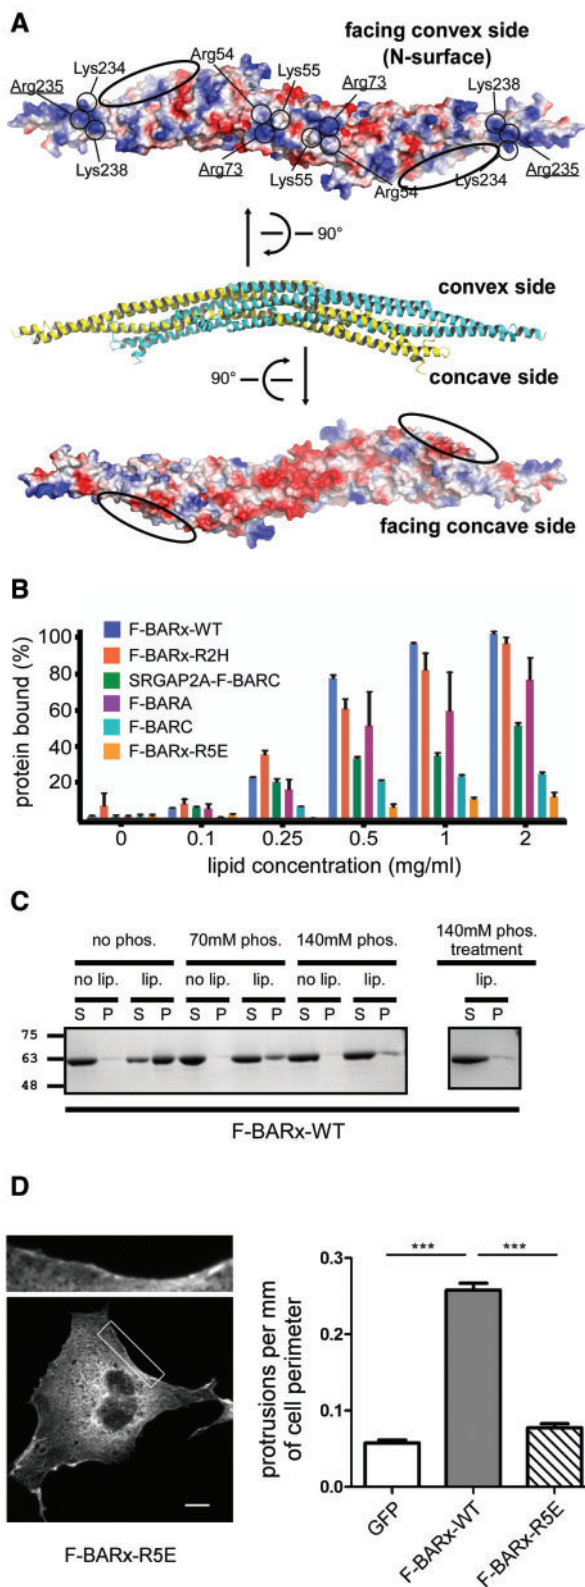 A
facing convex side
(N-surface)
Lys234
Arg54
Lys55
Arg73
Lys238
Arg235
Lys238
Arg73
Lys55
Arg54
Lys234
Arg235
90°
convex side
concave side
90°
facing concave side
B
F-BARx-WT
F-BARx-R2H
SRGAP2A-F-BARC
F-BARA
F-BARC
F-BARx-R5E
protein bound (%)
100
80
60
40
20
0 0.1 0.25 0.5 1 2
lipid concentration (mg/ml)
C
no phos. 70mM phos. 140mM phos. 140mM phos. treatment
no lip. lip. no lip. lip. no lip. lip. lip.
S P S P S P S P S P S P S P
75
63
48
F-BARx-WT
D
F-BARx-R5E
protrusions per mm
of cell perimeter
*** ***
0.3
0.2
0.1
0.0
GFP
F-BARx-WT
F-BARx-R5E